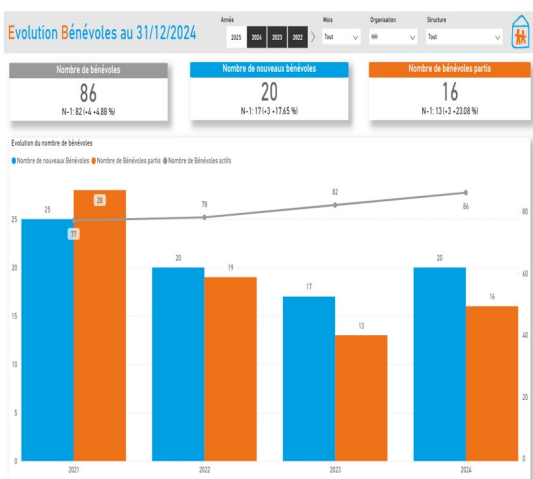 Evolution Bénévoles au 31/12/2024
Année
2025 2024 2023 2022
Mois
Tout
Organisation
HH
Structure
Tout
Nombre de bénévoles
86
N-1: 82 (+4 +4.88 %)
Nombre de nouveaux bénévoles
20
N-1: 17 (+3 +17.65 %)
Nombre de bénévoles partis
16
N-1: 13 (+3 +23.08 %)
Evolution du nombre de bénévoles
Nombre de nouveaux Bénévoles Nombre de Bénévoles partis Nombre de Bénévoles actifs
25 28 77
20 19 78
17 13 82
20 16 86
25
20
15
10
5
0
80
60
40
20
0
2021 2022 2023 2024